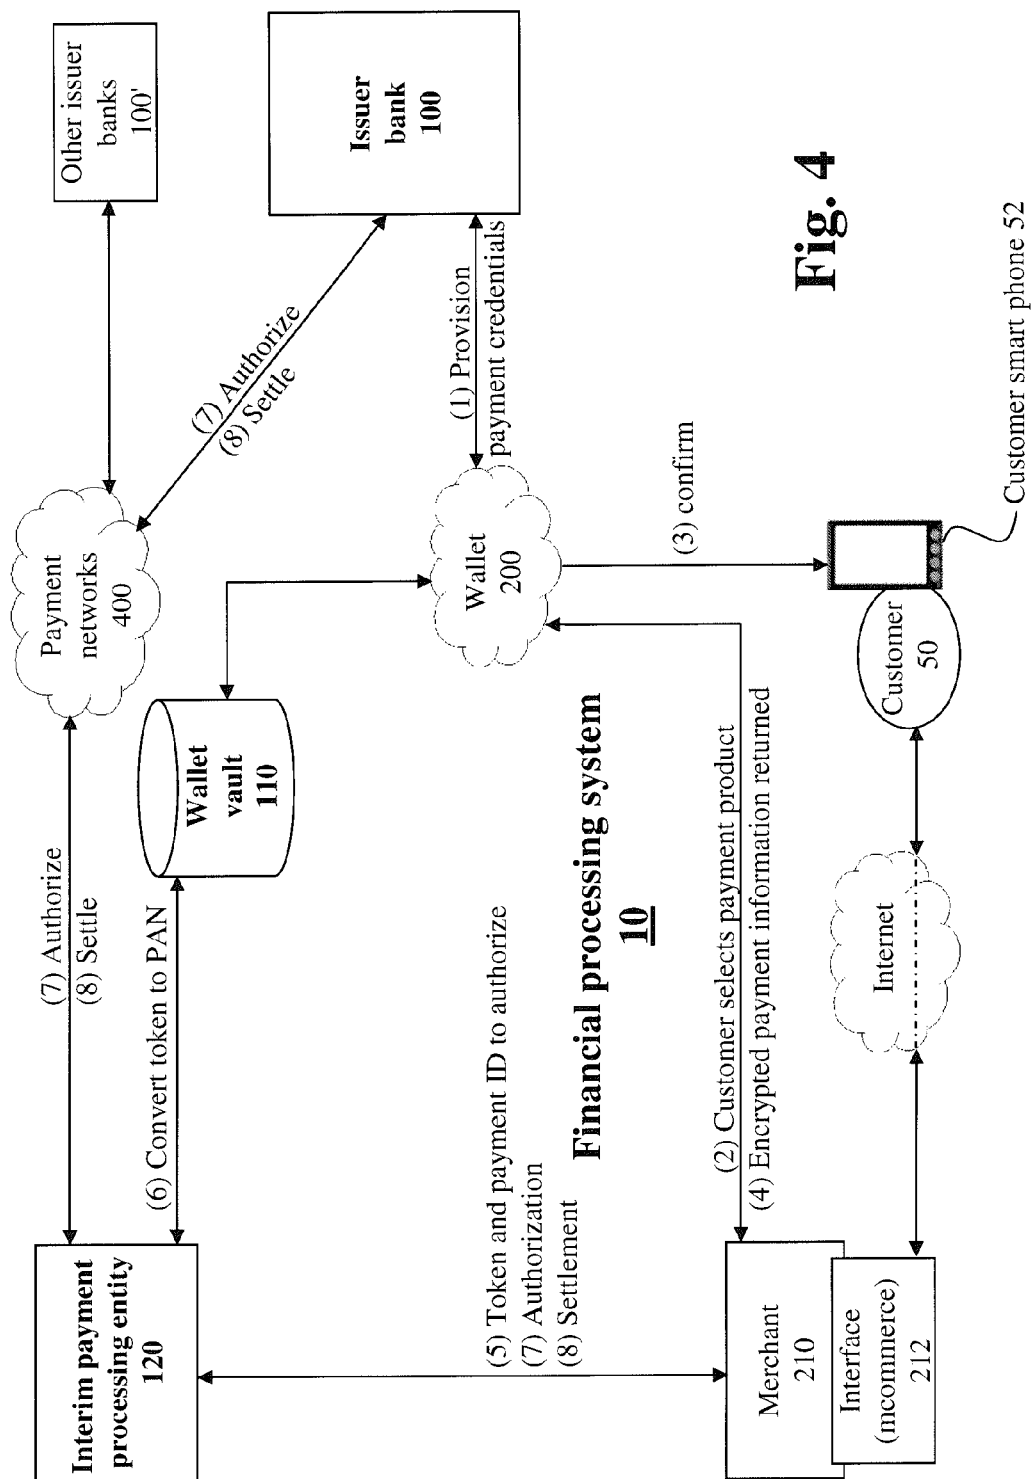 Interim payment
processing entity
120
(7) Authorize
(8) Settle
Payment
networks
400
Other issuer
banks
100'
(6) Convert token to PAN
Wallet
vault
110
(7) Authorize
(8) Settle
Issuer
bank
100
(5) Token and payment ID to authorize
(7) Authorization
(8) Settlement
Wallet
200
(1) Provision
payment credentials
Financial processing system
10
(3) confirm
(2) Customer selects payment product
(4) Encrypted payment information returned
Merchant
210
Interface
(mcommerce)
212
Internet
Customer
50
Customer smart phone 52
Fig. 4